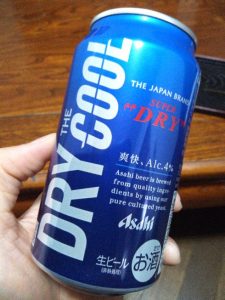 THE
DRY COOL
THE JAPAN BRAND
SUPER
"DRY"
爽快、Alc.4%
Asahi beer is brewed
from quality ingre-
dients by using our
pure cultured yeast.
Asahi
生ビール
お酒